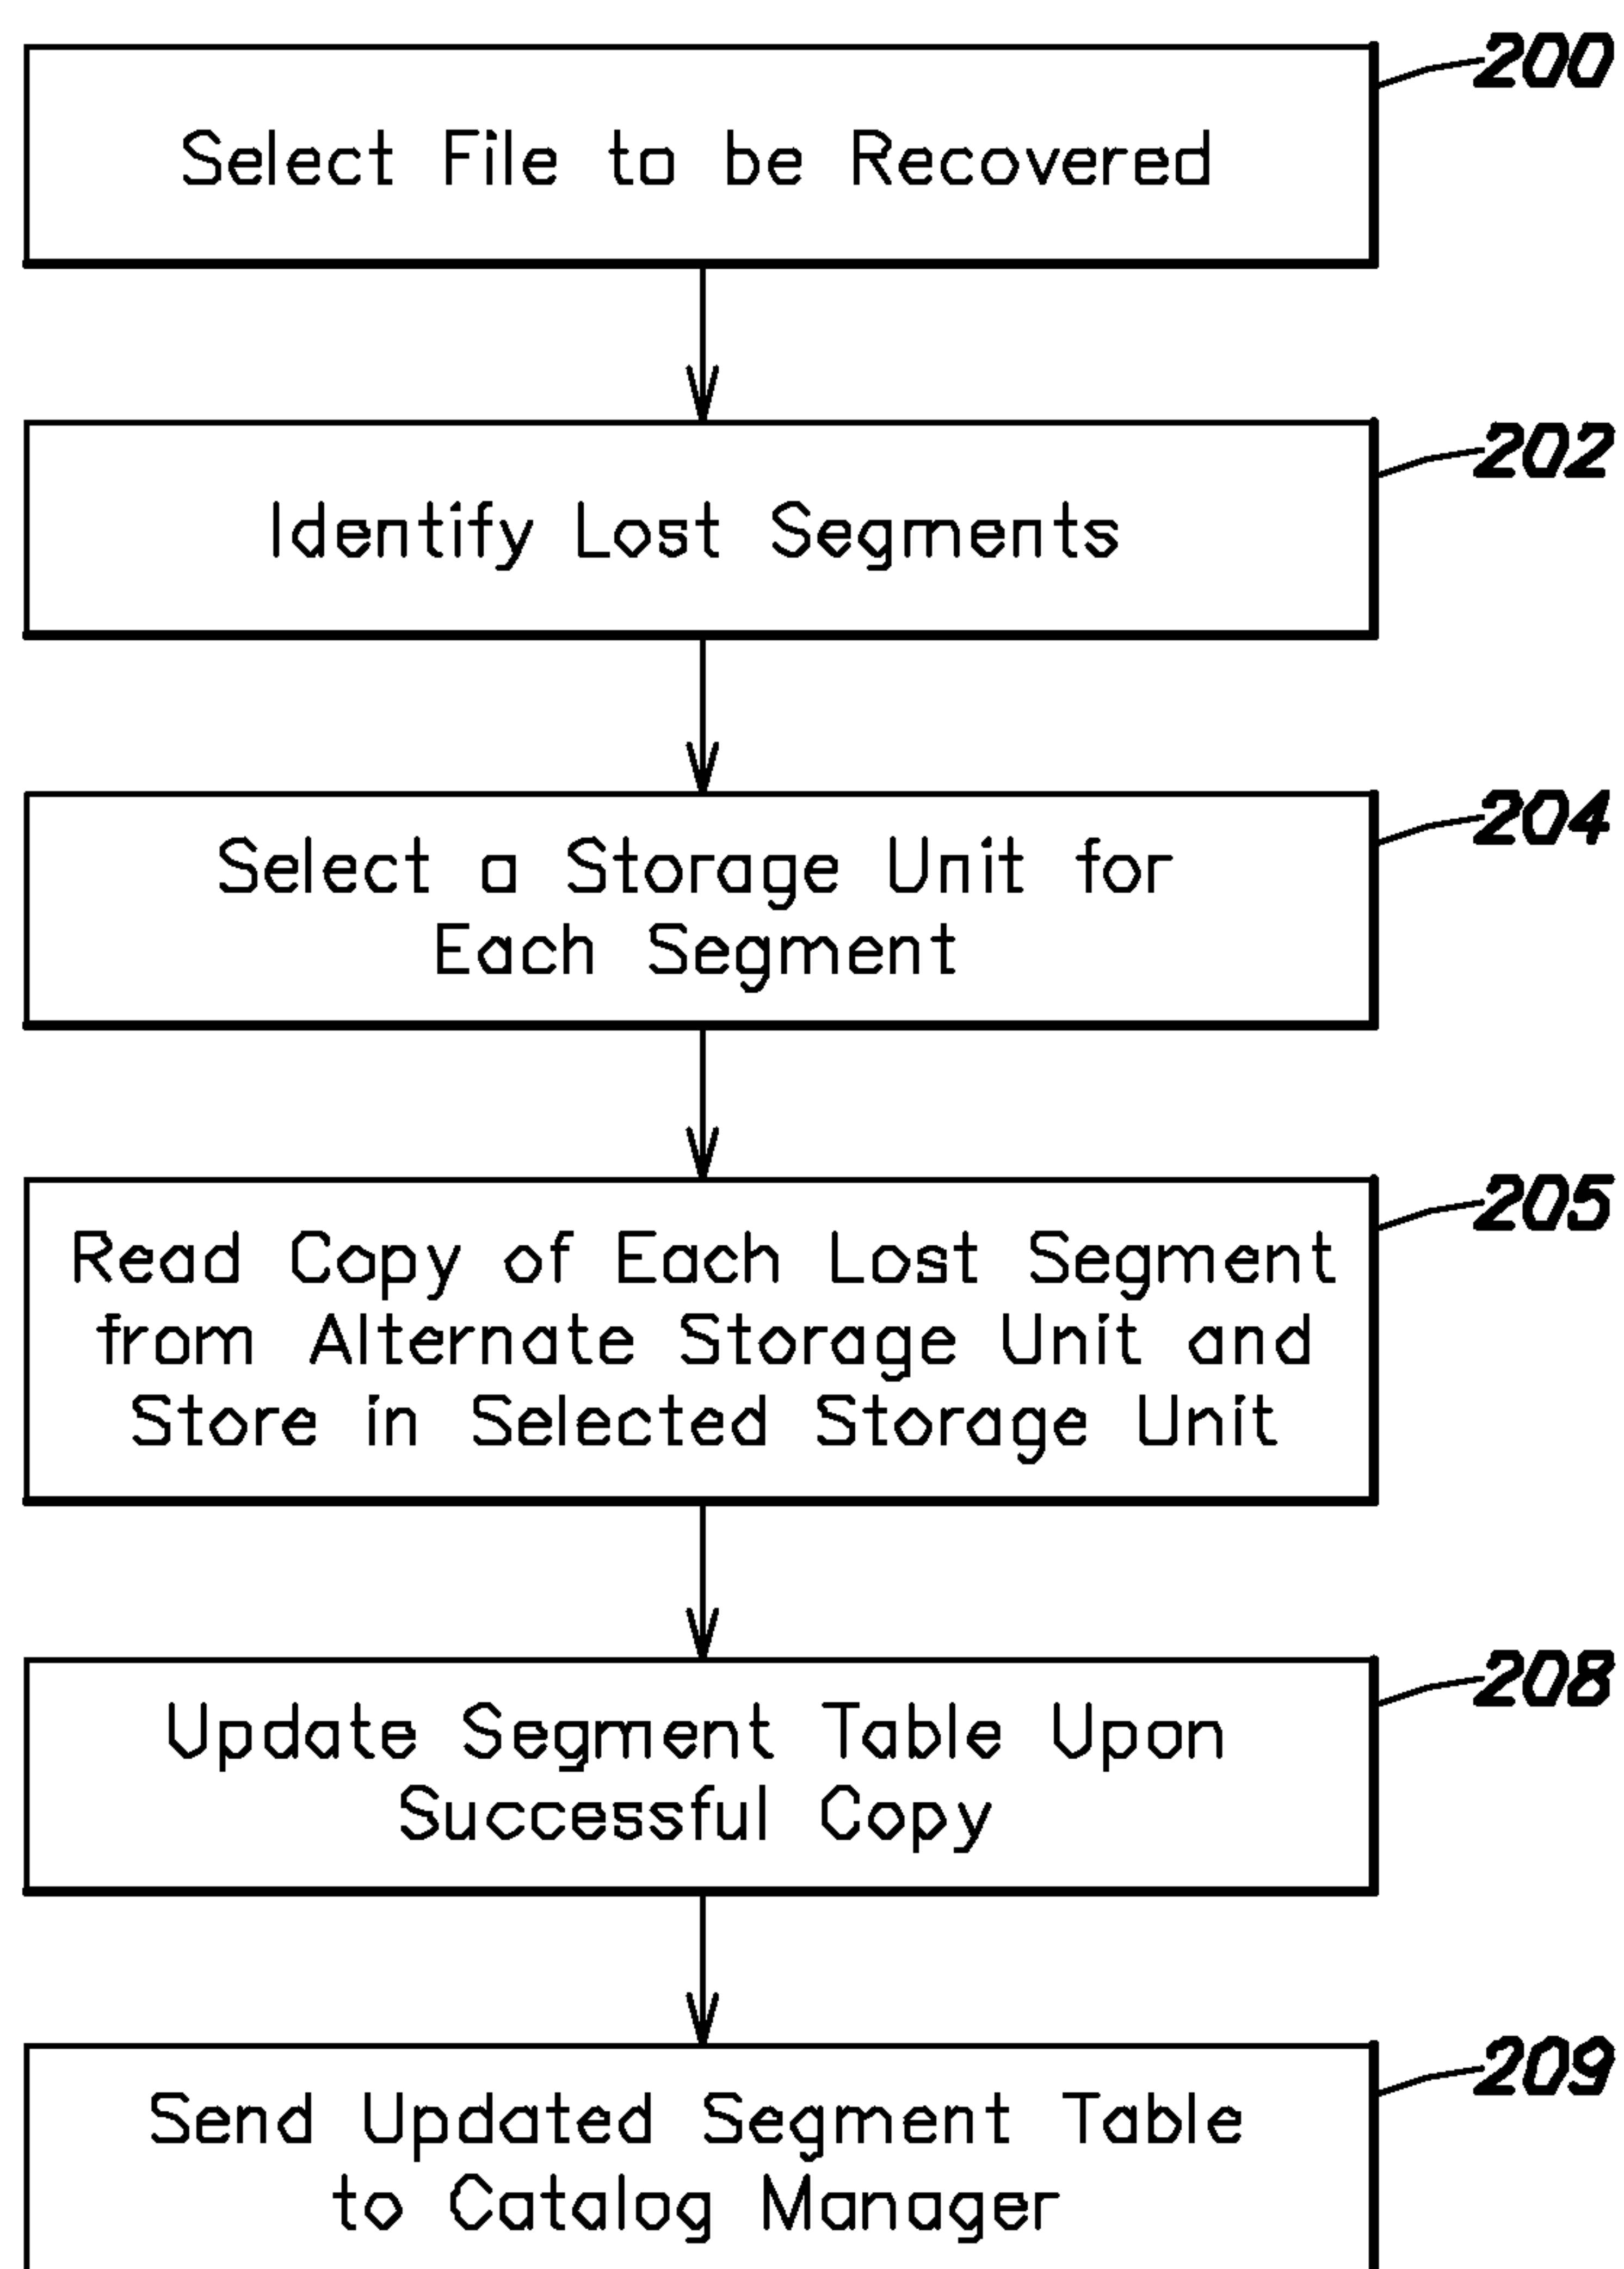 200
Select File to be Recovered
202
Identify Lost Segments
204
Select a Storage Unit for
Each Segment
205
Read Copy of Each Lost Segment
from Alternate Storage Unit and
Store in Selected Storage Unit
208
Update Segment Table Upon
Successful Copy
209
Send Updated Segment Table
to Catalog Manager